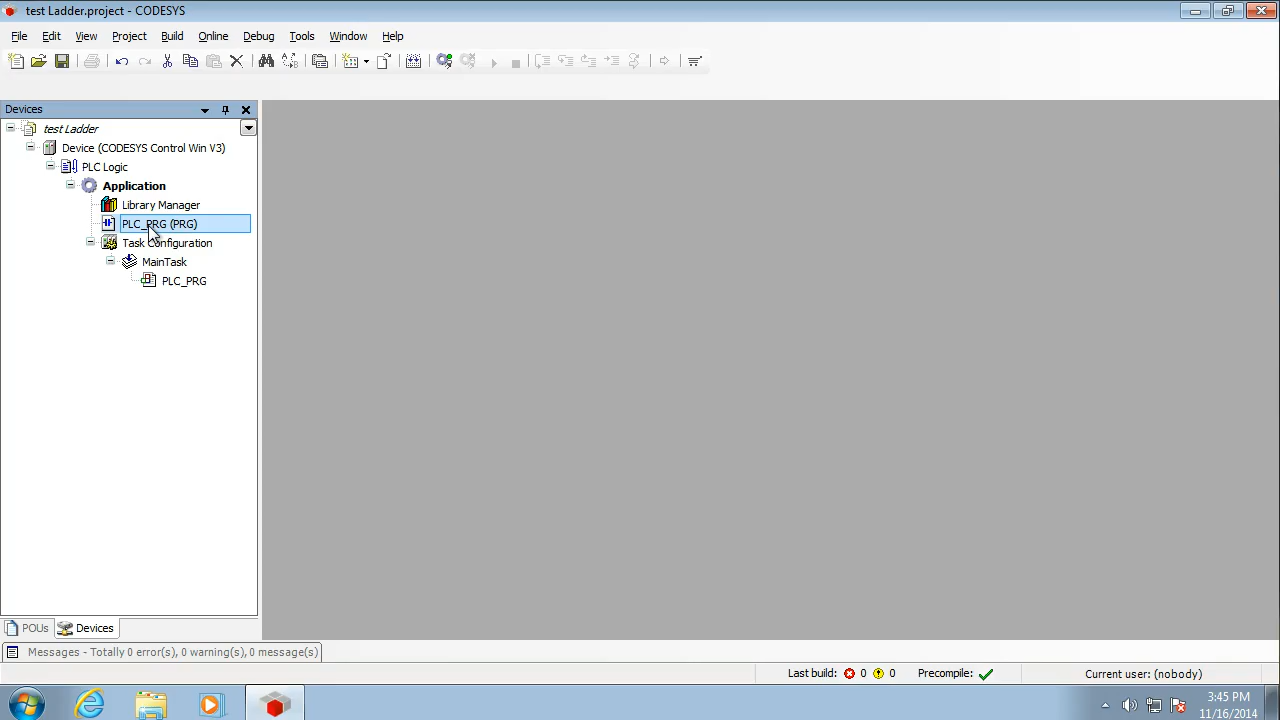 test Ladder.project - CODESYS
File Edit View Project Build Online Debug Tools Window Help
Devices
test Ladder
Device (CODESYS Control Win V3)
PLC Logic
Application
Library Manager
PLC_PRG (PRG)
Task Configuration
MainTask
PLC_PRG
POUs Devices
Messages - Totally 0 error(s), 0 warning(s), 0 message(s)
Last build: 0 0 Precompile: Current user: (nobody)
3:45 PM
11/16/2014